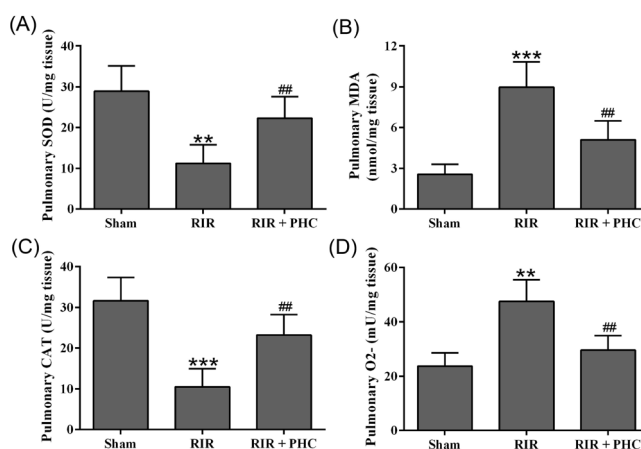 (A)
Pulmonary SOD (U/mg tissue)
40
30
20
10
0
**
##
Sham
RIR
RIR + PHC
(B)
Pulmonary MDA
(nmol/mg tissue)
12
9
6
3
0
***
##
Sham
RIR
RIR + PHC
(C)
Pulmonary CAT (U/mg tissue)
40
30
20
10
0
***
##
Sham
RIR
RIR + PHC
(D)
Pulmonary O2- (mU/mg tissue)
60
40
20
0
**
##
Sham
RIR
RIR + PHC